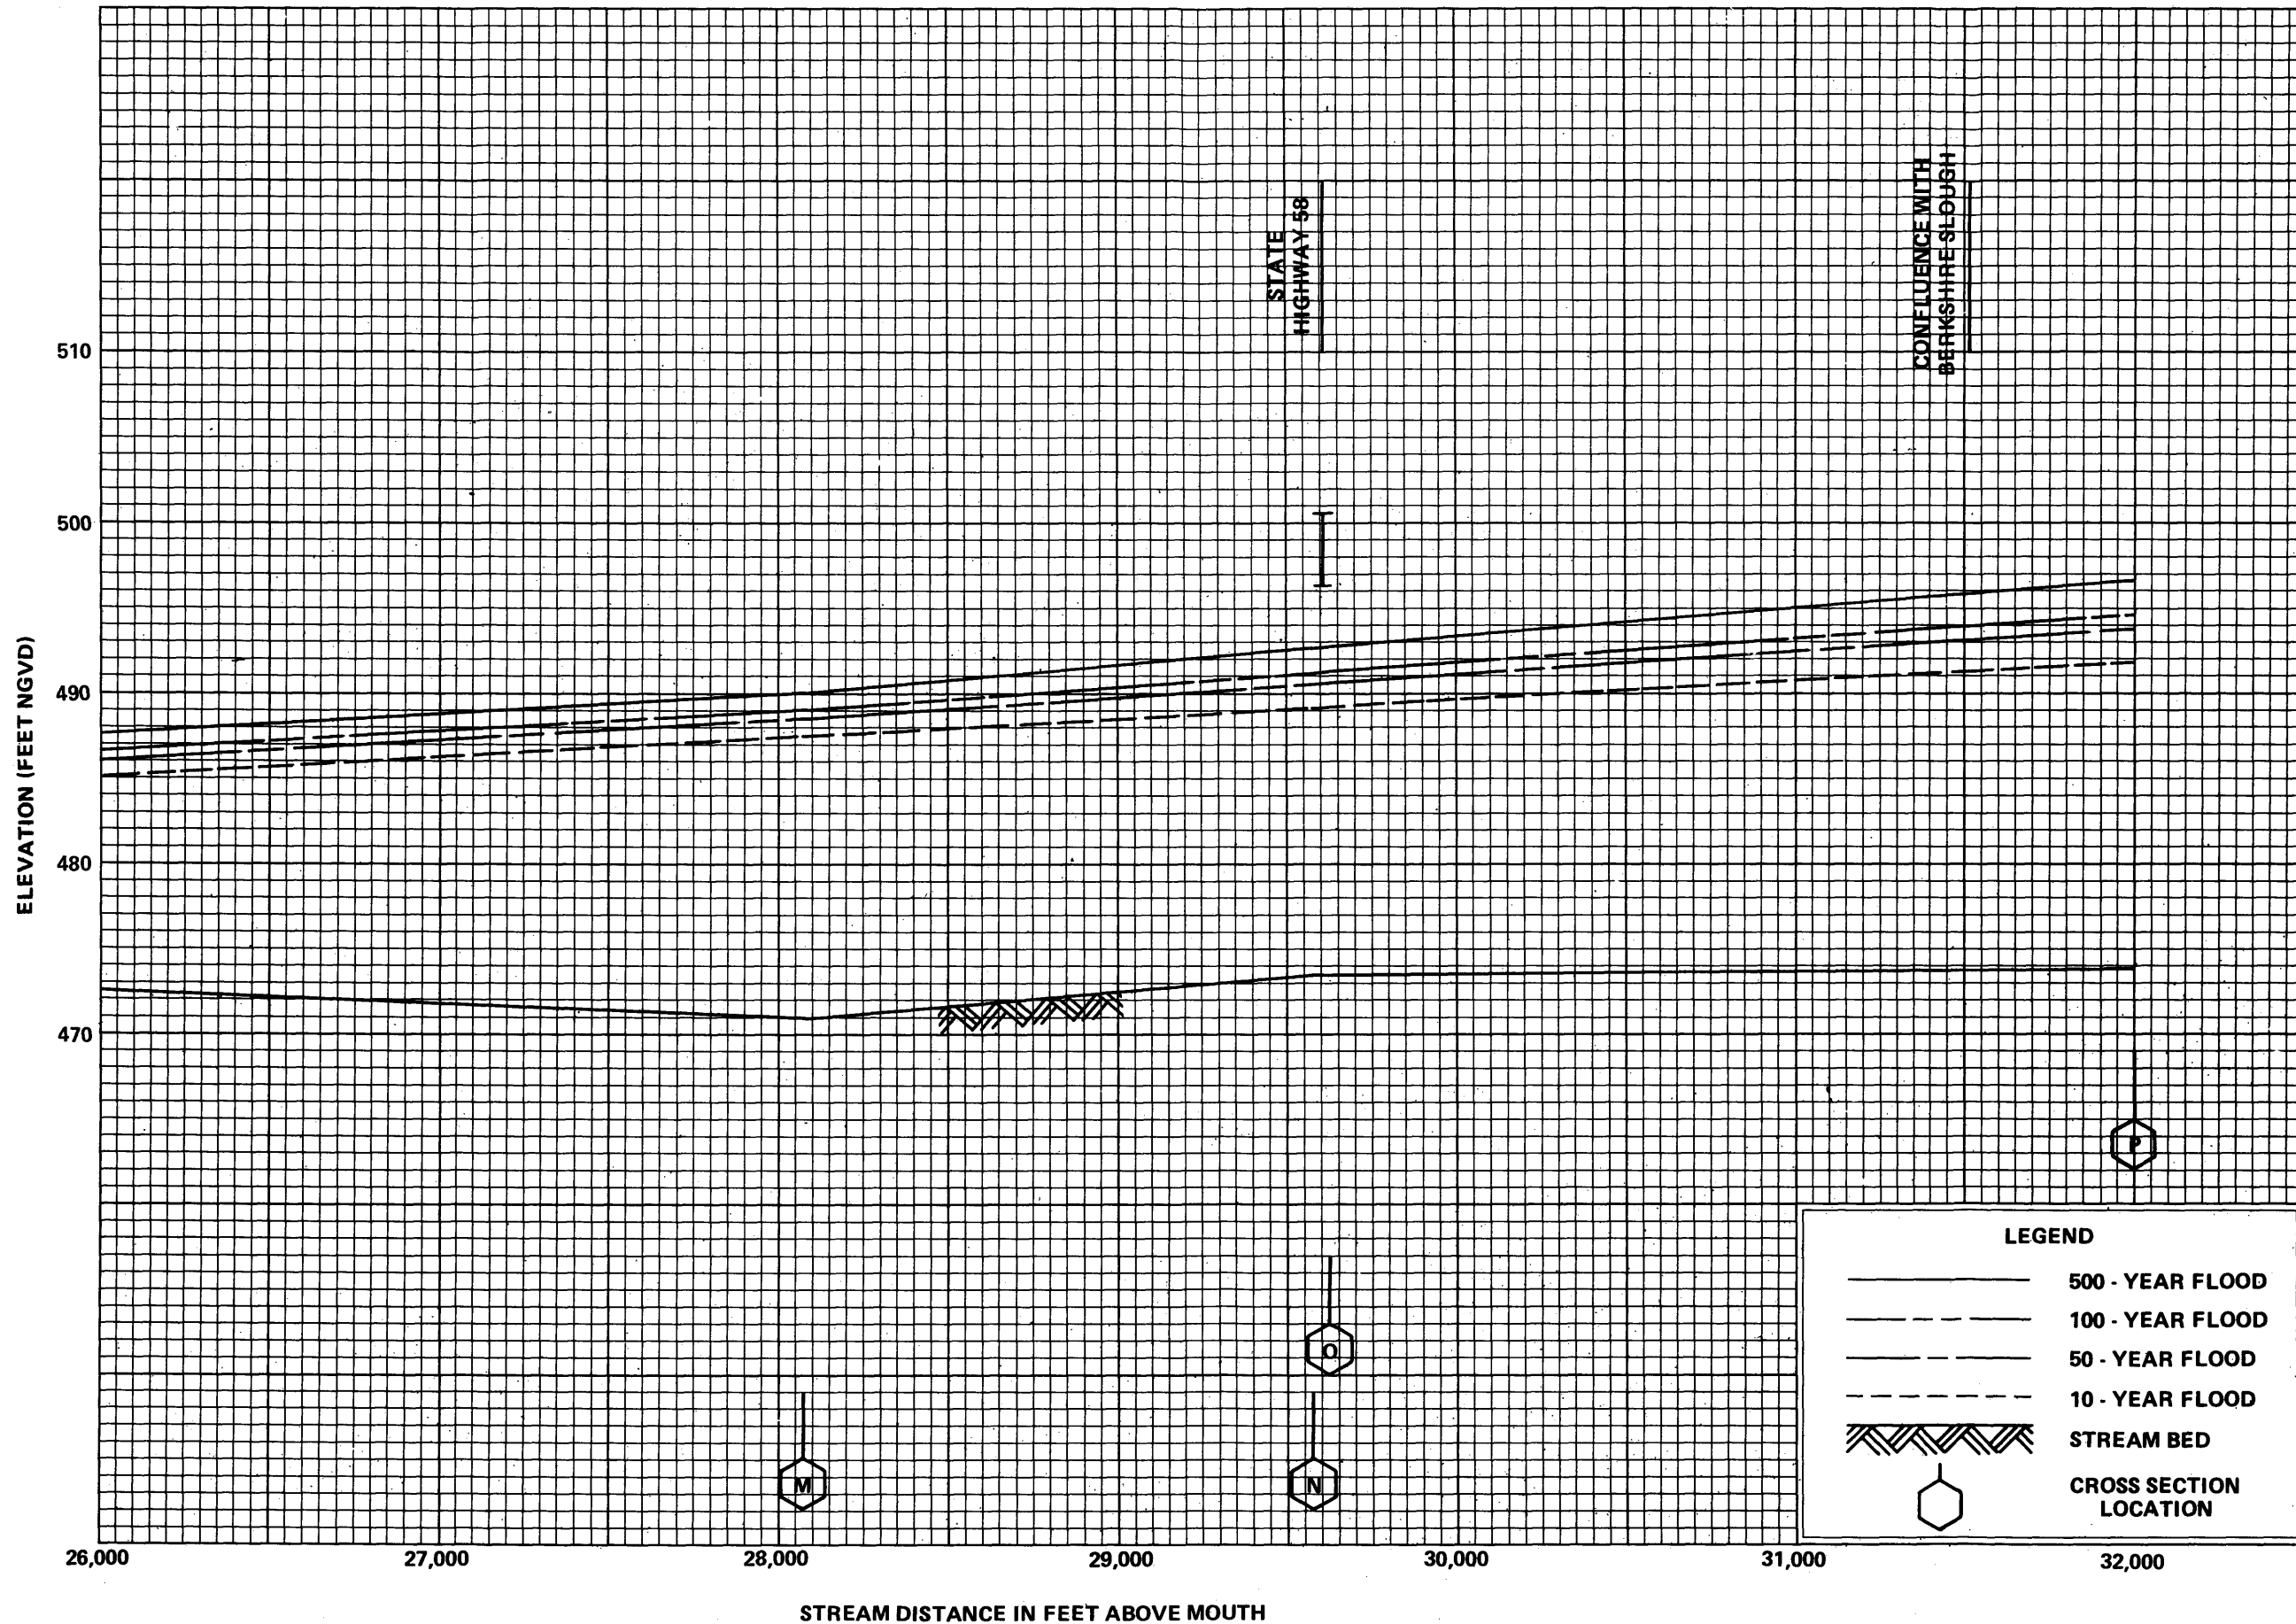 STATE
HIGHWAY 58
CONFLUENCE WITH
BERKSHIRE SLOUGH
ELEVATION (FEET NGVD)
510
500
490
480
470
P
O
M
N
LEGEND
500 - YEAR FLOOD
100 - YEAR FLOOD
50 - YEAR FLOOD
10 - YEAR FLOOD
STREAM BED
CROSS SECTION
LOCATION
26,000
27,000
28,000
29,000
30,000
31,000
32,000
STREAM DISTANCE IN FEET ABOVE MOUTH